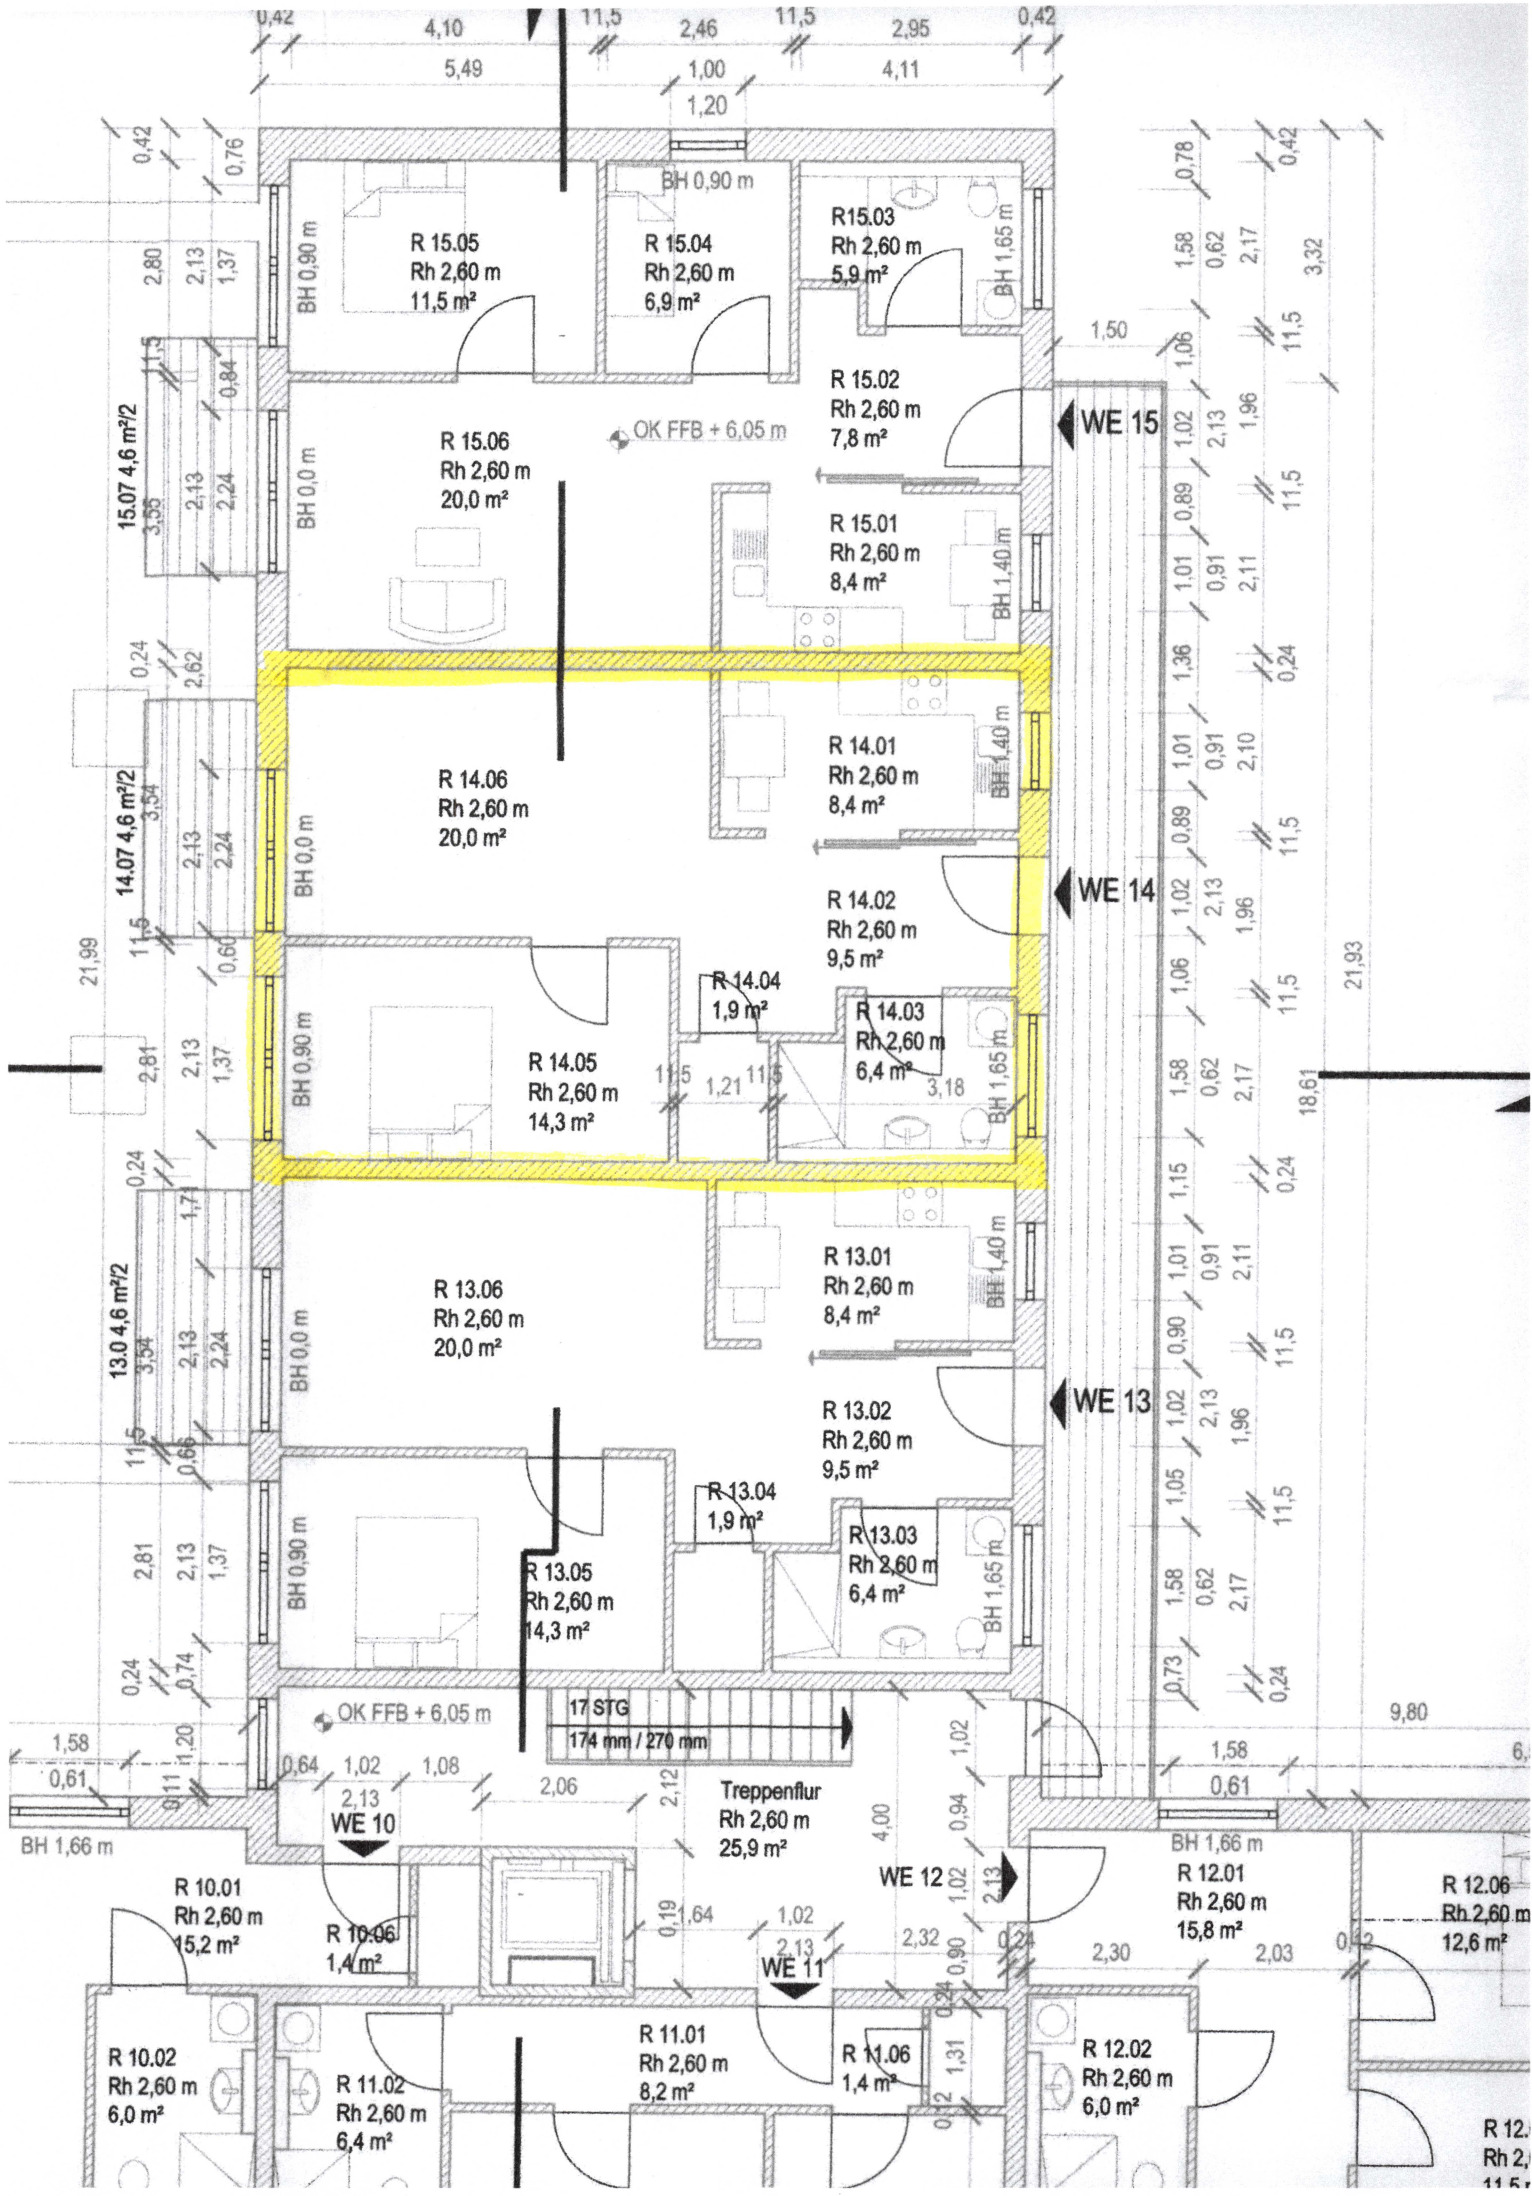 0,42
4,10
11,5
2,46
11,5
2,95
0,42
5,49
1,00
4,11
1,20
0,42
0,76
BH 0,90 m
0,78
0,42
R 15.05
Rh 2,60 m
11,5 m²
R 15.04
Rh 2,60 m
6,9 m²
R15.03
Rh 2,60 m
5,9 m²
BH 0,90 m
BH 1,65 m
2,80
2,13
1,37
1,58
0,62
2,17
3,32
11,5
0,84
1,50
1,06
11,5
R 15.02
Rh 2,60 m
7,8 m²
WE 15
R 15.06
Rh 2,60 m
20,0 m²
OK FFB + 6,05 m
1,02
2,13
1,96
15.07 4,6 m²/2
3,55
2,13
2,24
BH 0,0 m
0,89
11,5
R 15.01
Rh 2,60 m
8,4 m²
BH 1,40 m
1,01
0,91
2,11
0,24
2,62
1,36
0,24
R 14.06
Rh 2,60 m
20,0 m²
R 14.01
Rh 2,60 m
8,4 m²
BH 1,40 m
1,01
0,91
2,10
14.07 4,6 m²/2
3,54
2,13
2,24
BH 0,0 m
0,89
11,5
R 14.02
Rh 2,60 m
9,5 m²
WE 14
1,02
2,13
1,96
21,99
11,5
0,60
1,06
11,5
21,93
R 14.04
1,9 m²
R 14.03
Rh 2,60 m
6,4 m²
R 14.05
Rh 2,60 m
14,3 m²
11,5
1,21
11,5
3,18
BH 1,65 m
2,81
2,13
1,37
BH 0,90 m
1,58
0,62
2,17
18,61
0,24
1,71
1,15
0,24
R 13.06
Rh 2,60 m
20,0 m²
R 13.01
Rh 2,60 m
8,4 m²
BH 1,40 m
1,01
0,91
2,11
13.0 4,6 m²/2
3,54
2,13
2,24
BH 0,0 m
0,90
11,5
R 13.02
Rh 2,60 m
9,5 m²
WE 13
1,02
2,13
1,96
11,5
0,66
1,05
11,5
R 13.04
1,9 m²
R 13.03
Rh 2,60 m
6,4 m²
R 13.05
Rh 2,60 m
14,3 m²
BH 1,65 m
2,81
2,13
1,37
BH 0,90 m
1,58
0,62
2,17
0,24
0,74
0,73
0,24
OK FFB + 6,05 m
17 STG
174 mm / 270 mm
9,80
1,58
0,61
1,20
0,11
0,64
1,02
2,13
1,08
2,06
2,12
Treppenflur
Rh 2,60 m
25,9 m²
4,00
1,02
0,94
1,58
0,61
BH 1,66 m
WE 10
WE 12
1,02
2,13
BH 1,66 m
R 10.01
Rh 2,60 m
15,2 m²
R 10.06
1,4 m²
R 12.01
Rh 2,60 m
15,8 m²
R 12.06
Rh 2,60 m
12,6 m²
0,19
1,64
1,02
2,13
2,32
0,90
0,24
2,30
2,03
WE 11
0,24
R 10.02
Rh 2,60 m
6,0 m²
R 11.02
Rh 2,60 m
6,4 m²
R 11.01
Rh 2,60 m
8,2 m²
R 11.06
1,4 m²
1,31
0,12
R 12.02
Rh 2,60 m
6,0 m²
R 12.
Rh 2,